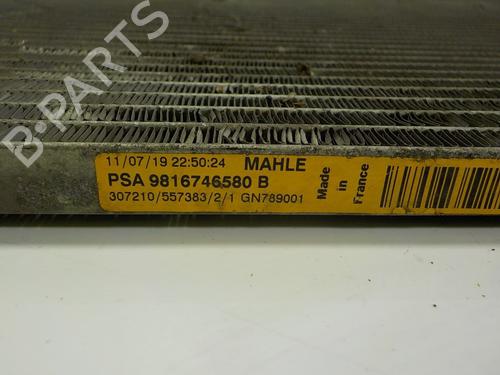 B-PARTS
11/07/19 22:50:24 MAHLE
PSA 9816746580 B
307210/557383/2/1 GN789001
Made
in
France